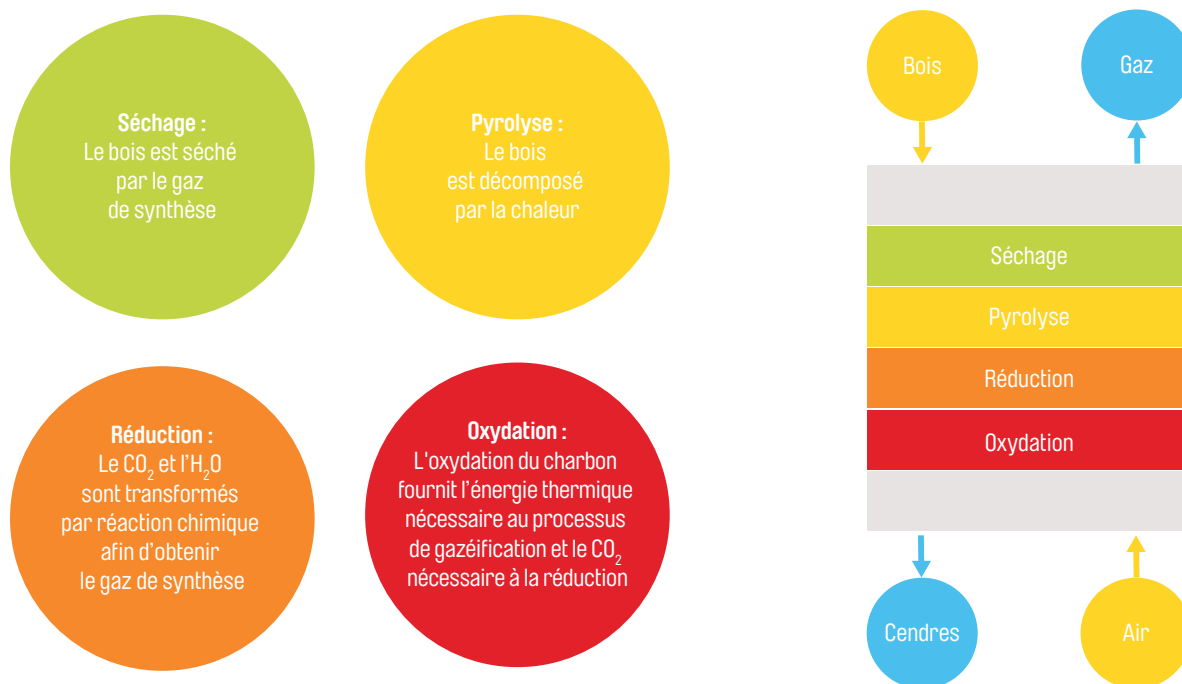 Séchage :
Le bois est séché
par le gaz
de synthèse
Pyrolyse :
Le bois
est décomposé
par la chaleur
Réduction :
Le CO₂ et l’H₂O
sont transformés
par réaction chimique
afin d’obtenir
le gaz de synthèse
Oxydation :
L'oxydation du charbon
fournit l’énergie thermique
nécessaire au processus
de gazéification et le CO₂
nécessaire à la réduction
Bois
Gaz
Séchage
Pyrolyse
Réduction
Oxydation
Cendres
Air